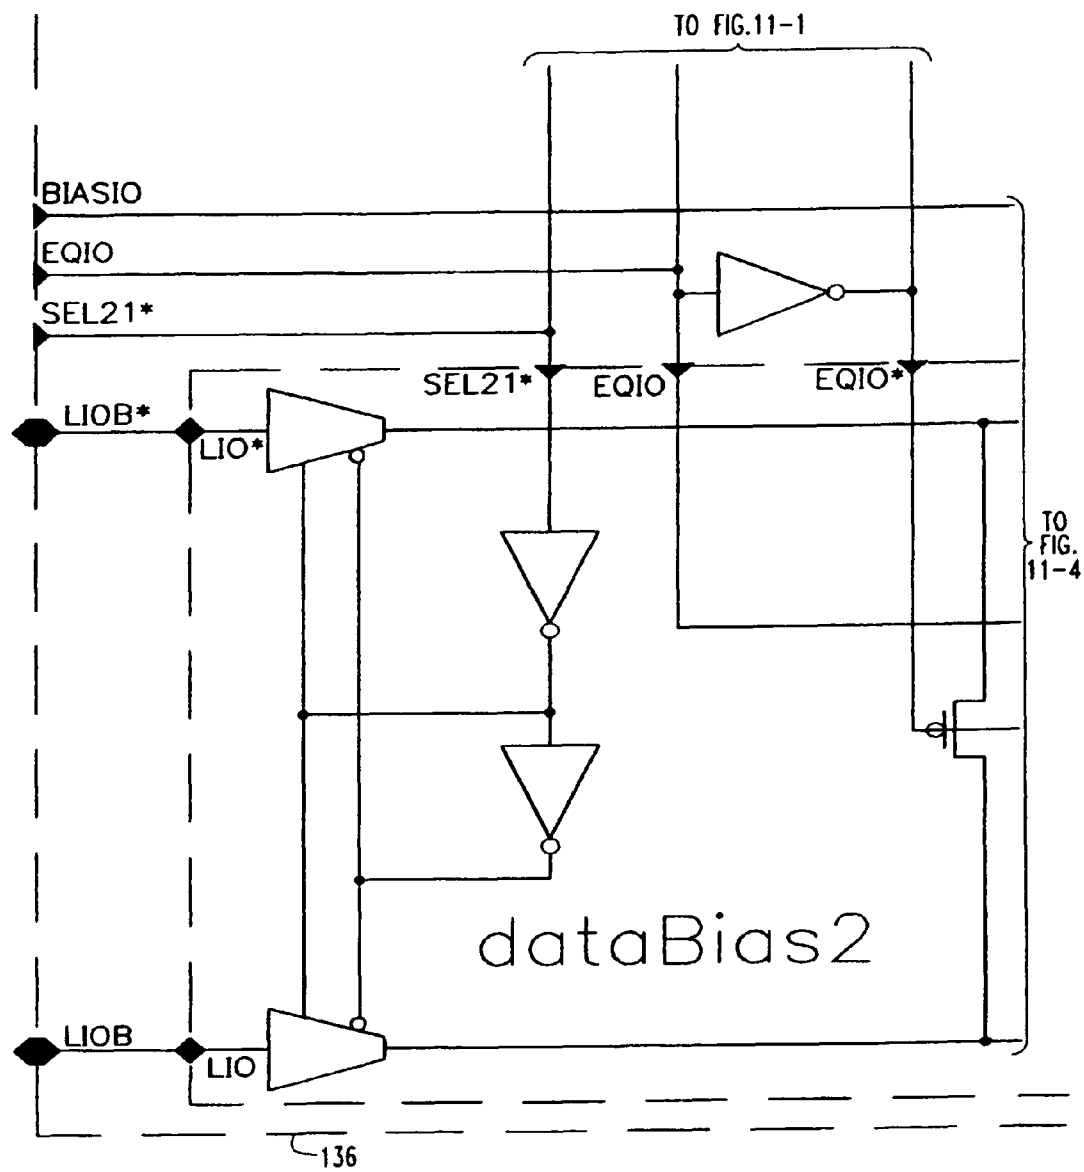 TO FIG.11-1
BIASIO
EQIO
SEL21*
SEL21*
EQIO
EQIO*
LIOB*
LIO*
TO
FIG.
11-4
dataBias2
LIOB
LIO
136